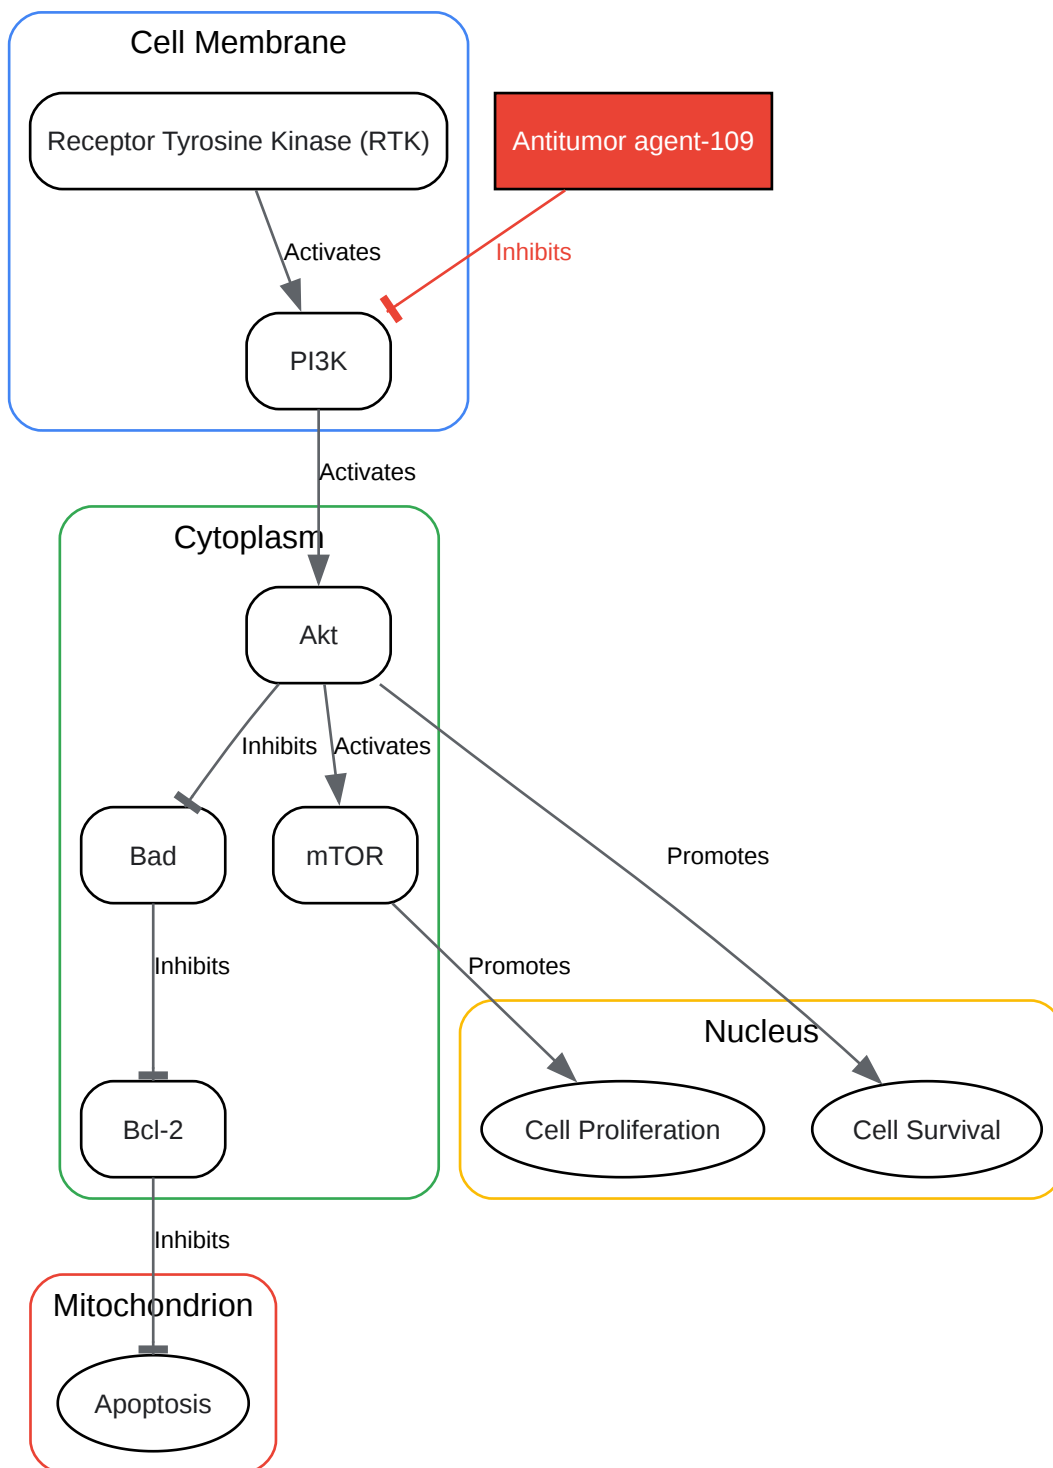 Cell Membrane
Receptor Tyrosine Kinase (RTK)
Antitumor agent-109
Activates
Inhibits
PI3K
Activates
Cytoplasm
Akt
Inhibits
Activates
Bad
mTOR
Promotes
Inhibits
Promotes
Nucleus
Bcl-2
Cell Proliferation
Cell Survival
Inhibits
Mitochondrion
Apoptosis